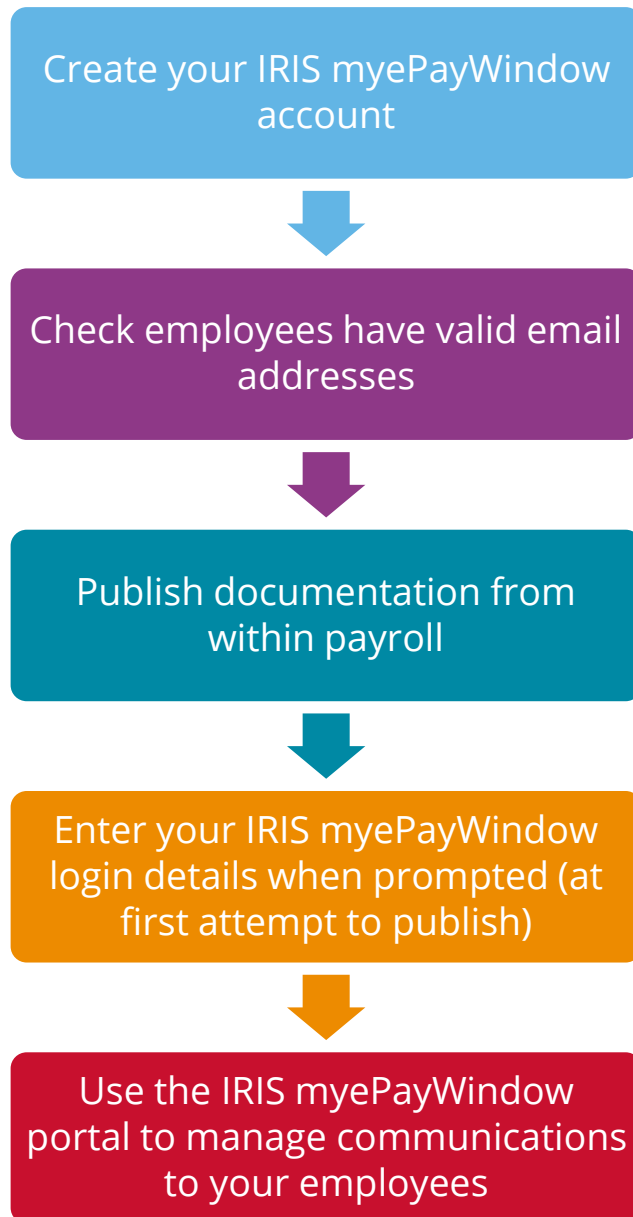 Create your IRIS myePayWindow
account
Check employees have valid email
addresses
Publish documentation from
within payroll
Enter your IRIS myePayWindow
login details when prompted (at
first attempt to publish)
Use the IRIS myePayWindow
portal to manage communications
to your employees